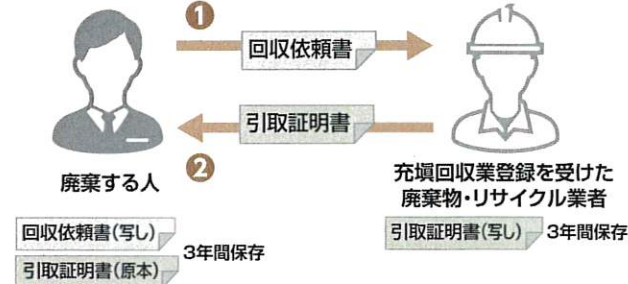 ❶
回収依頼書
引取証明書
❷
廃棄する人
充塡回収業登録を受けた
廃棄物・リサイクル業者
回収依頼書(写し)
引取証明書(原本)
3年間保存
引取証明書(写し)
3年間保存